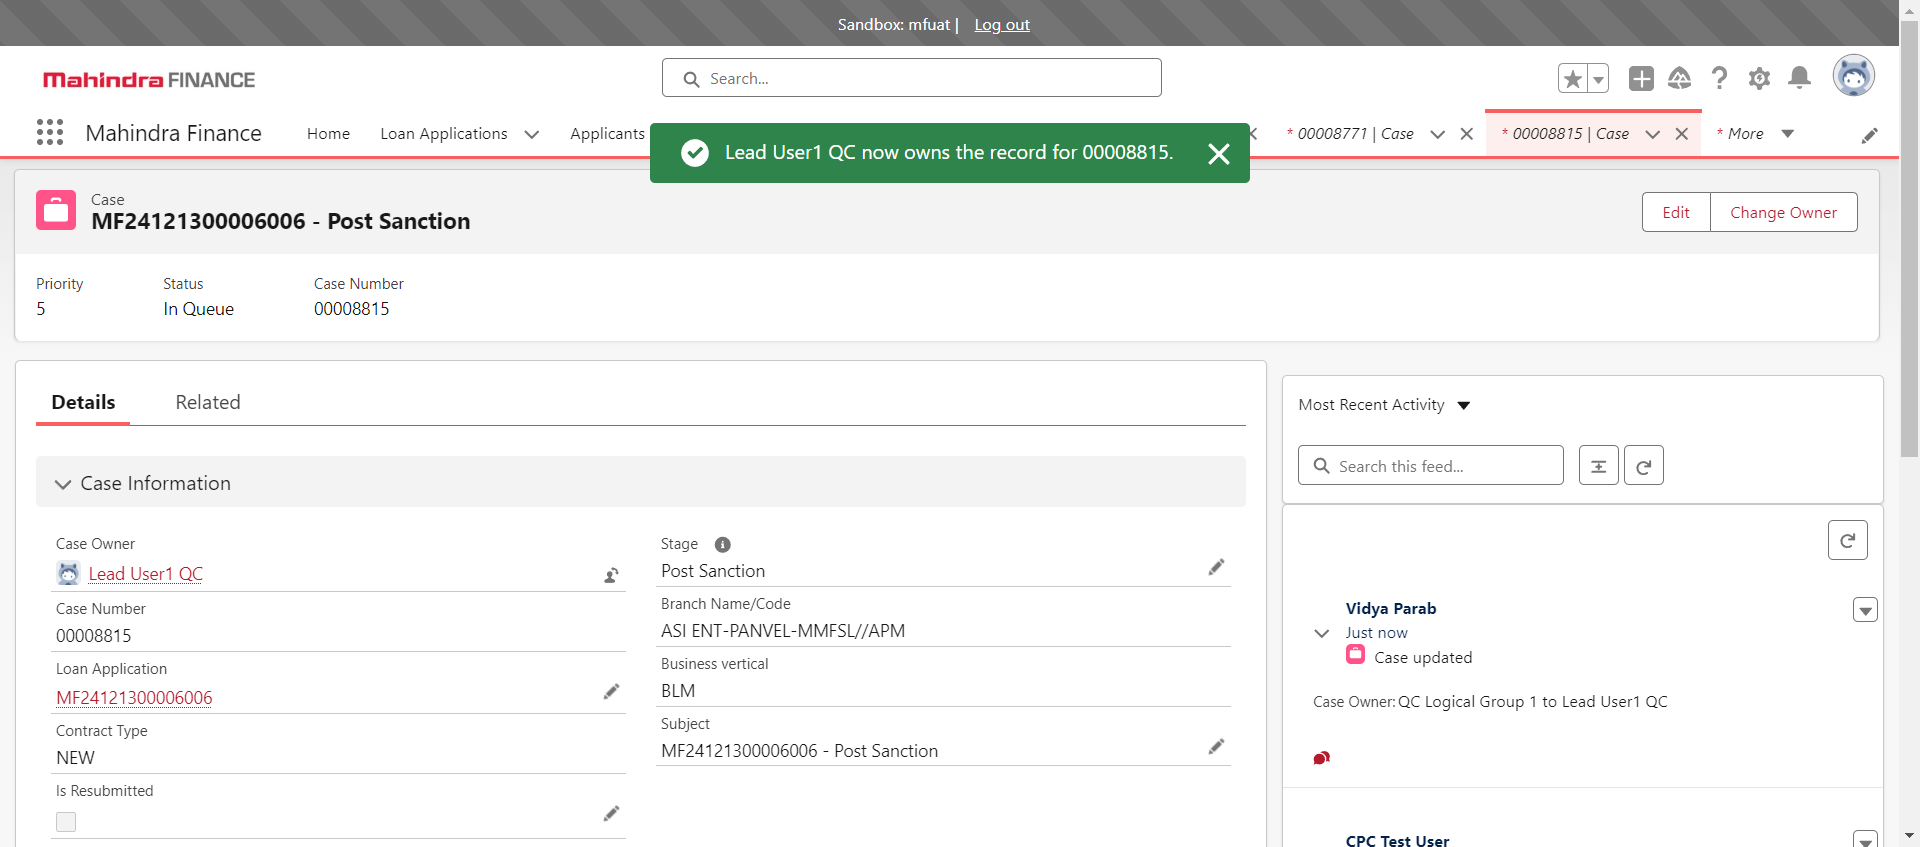 Sandbox: mfuat | Log out
Mahindra FINANCE
Search...
Mahindra Finance
Home
Loan Applications
Applicants
* 00008771 | Case
* 00008815 | Case
* More
Lead User1 QC now owns the record for 00008815.
Case
MF24121300006006 - Post Sanction
Edit
Change Owner
Priority
5
Status
In Queue
Case Number
00008815
Details
Related
Case Information
Case Owner
Lead User1 QC
Case Number
00008815
Loan Application
MF24121300006006
Contract Type
NEW
Is Resubmitted
Stage
Post Sanction
Branch Name/Code
ASI ENT-PANVEL-MMFSL//APM
Business vertical
BLM
Subject
MF24121300006006 - Post Sanction
Most Recent Activity
Search this feed...
Vidya Parab
Just now
Case updated
Case Owner: QC Logical Group 1 to Lead User1 QC
CPC Test User